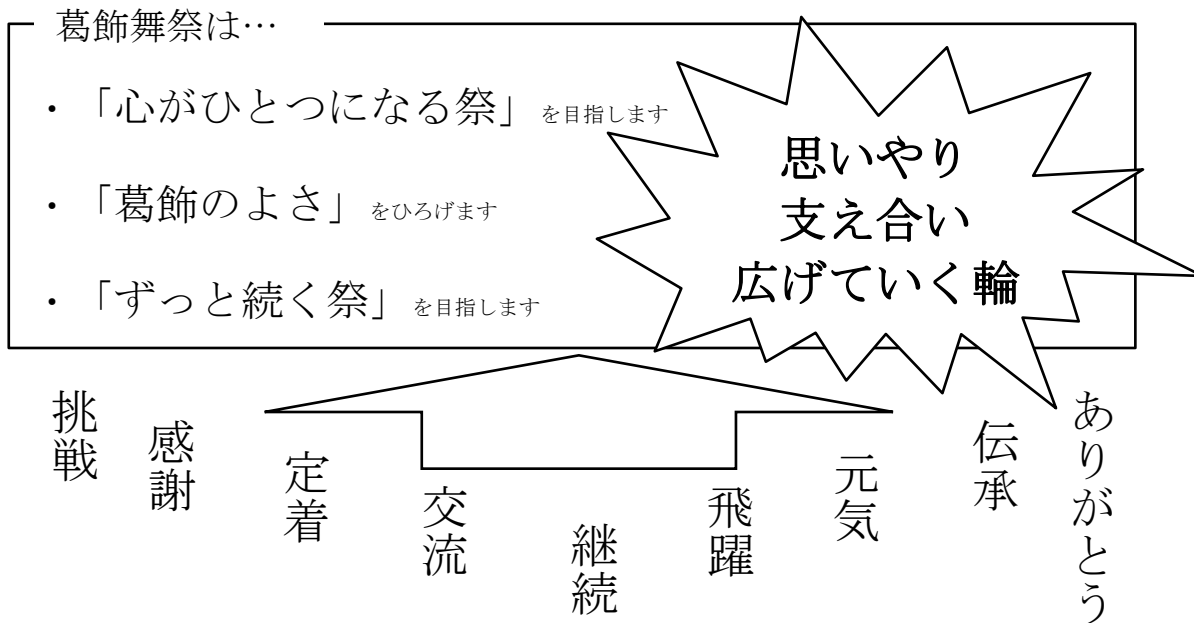 葛飾舞祭は…
・「心がひとつになる祭」を目指します
・「葛飾のよさ」をひろげます
・「ずっと続く祭」を目指します
思いやり
支え合い
広げていく輪
挑戦
感謝
定着
交流
継続
飛躍
元気
伝承
ありがとう